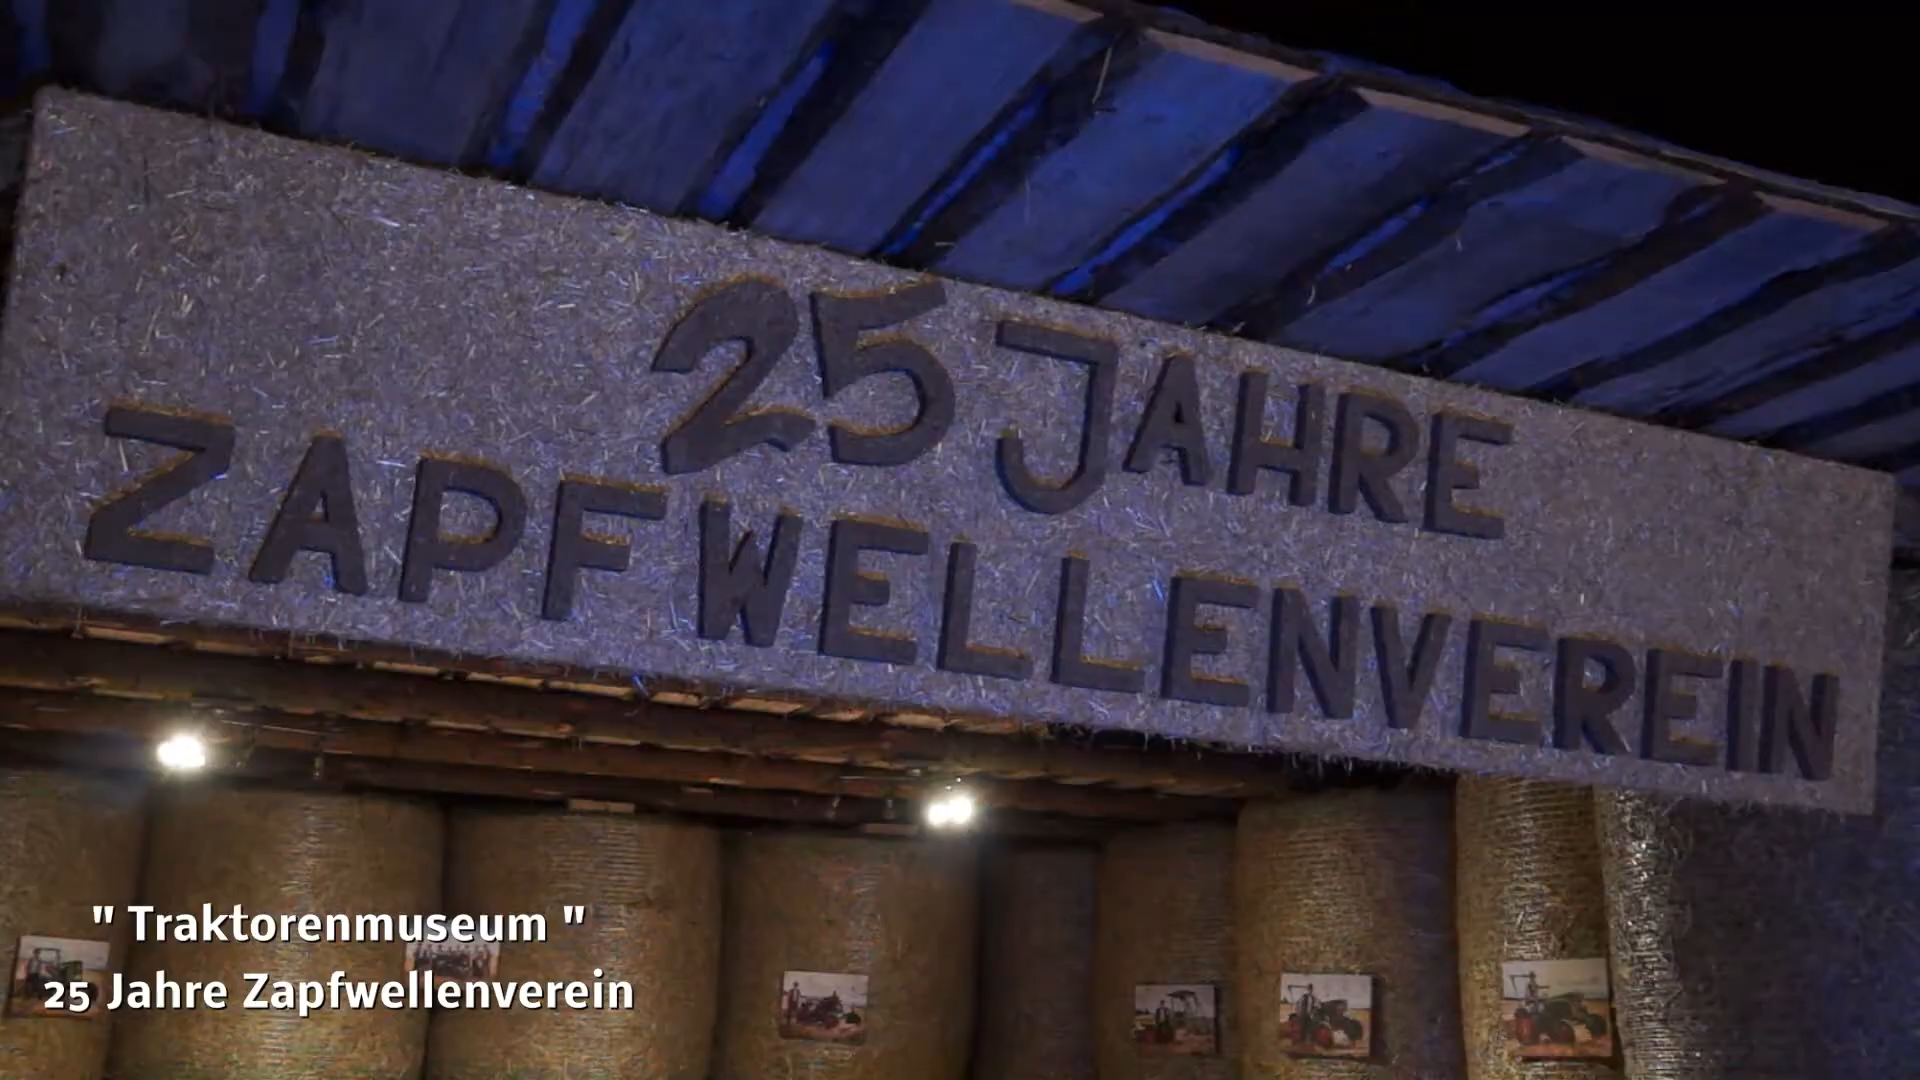 25 JAHRE
ZAPFWELLENVEREIN
" Traktorenmuseum "
25 Jahre Zapfwellenverein